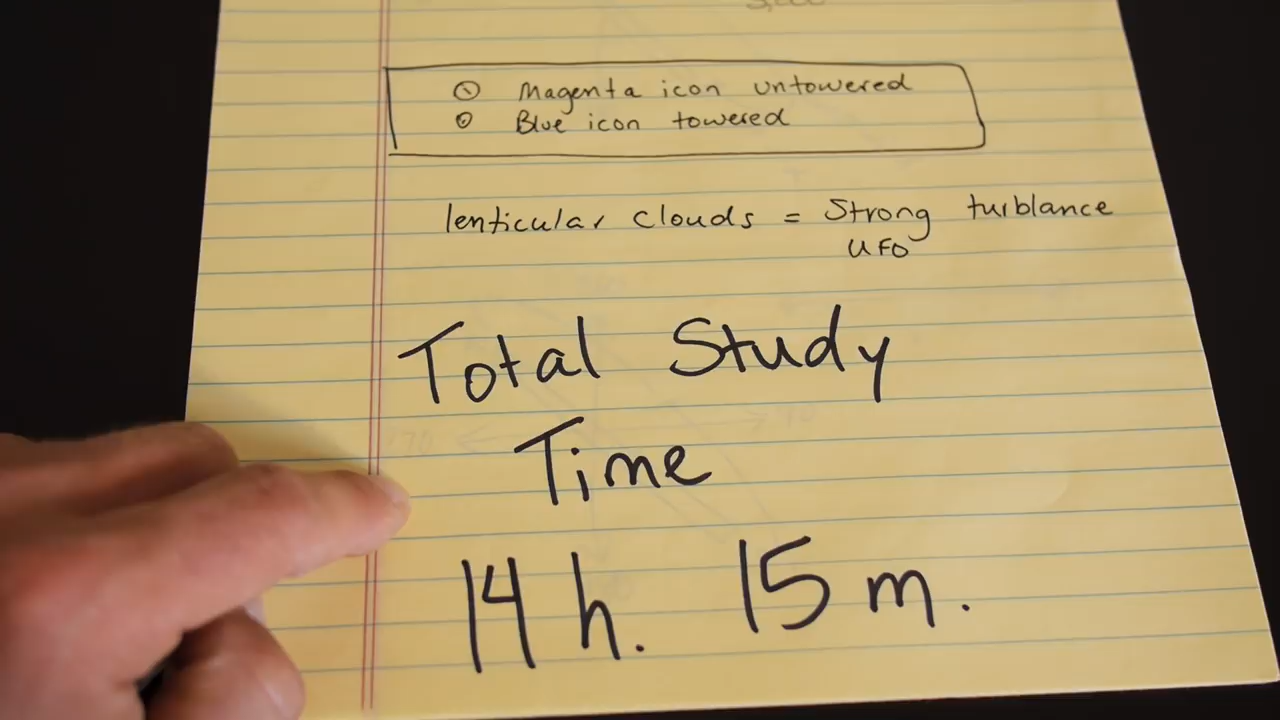 Magenta icon untowered
Blue icon towered
lenticular clouds = Strong turblance
UFO
Total Study
Time
14 h. 15 m.